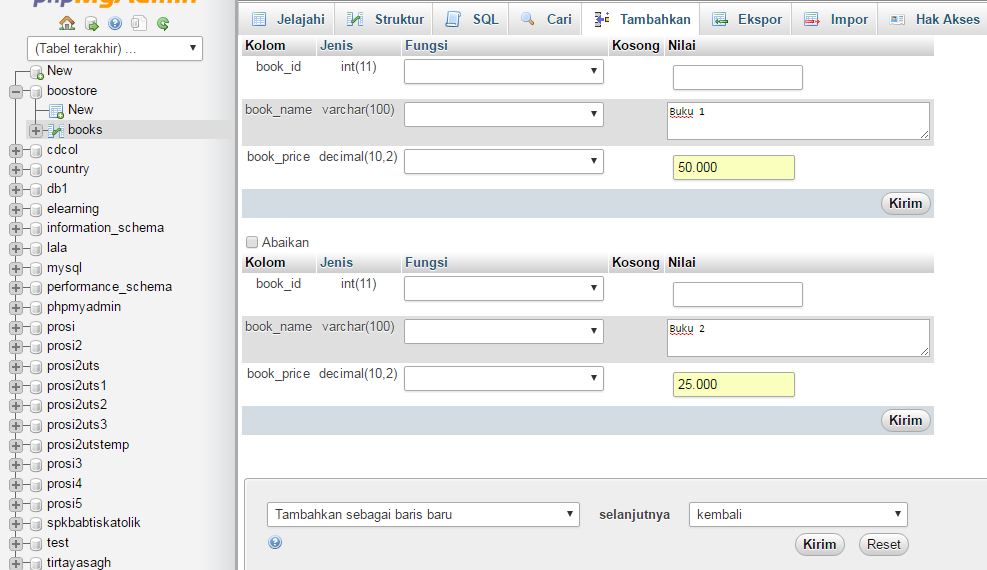 phpMyAdmin
(Tabel terakhir) ...
New
boostore
New
books
cdcol
country
db1
elearning
information_schema
lala
mysql
performance_schema
phpmyadmin
prosi
prosi2
prosi2uts
prosi2uts1
prosi2uts2
prosi2uts3
prosi2utstemp
prosi3
prosi4
prosi5
spkbabtiskatolik
test
tirtayasagh
Jelajahi Struktur SQL Cari Tambahkan Ekspor Impor Hak Akses
Kolom Jenis Fungsi Kosong Nilai
book_id int(11)
book_name varchar(100) Buku 1
book_price decimal(10,2) 50.000
Kirim
Abaikan
Kolom Jenis Fungsi Kosong Nilai
book_id int(11)
book_name varchar(100) Buku 2
book_price decimal(10,2) 25.000
Kirim
Tambahkan sebagai baris baru selanjutnya kembali
Kirim Reset